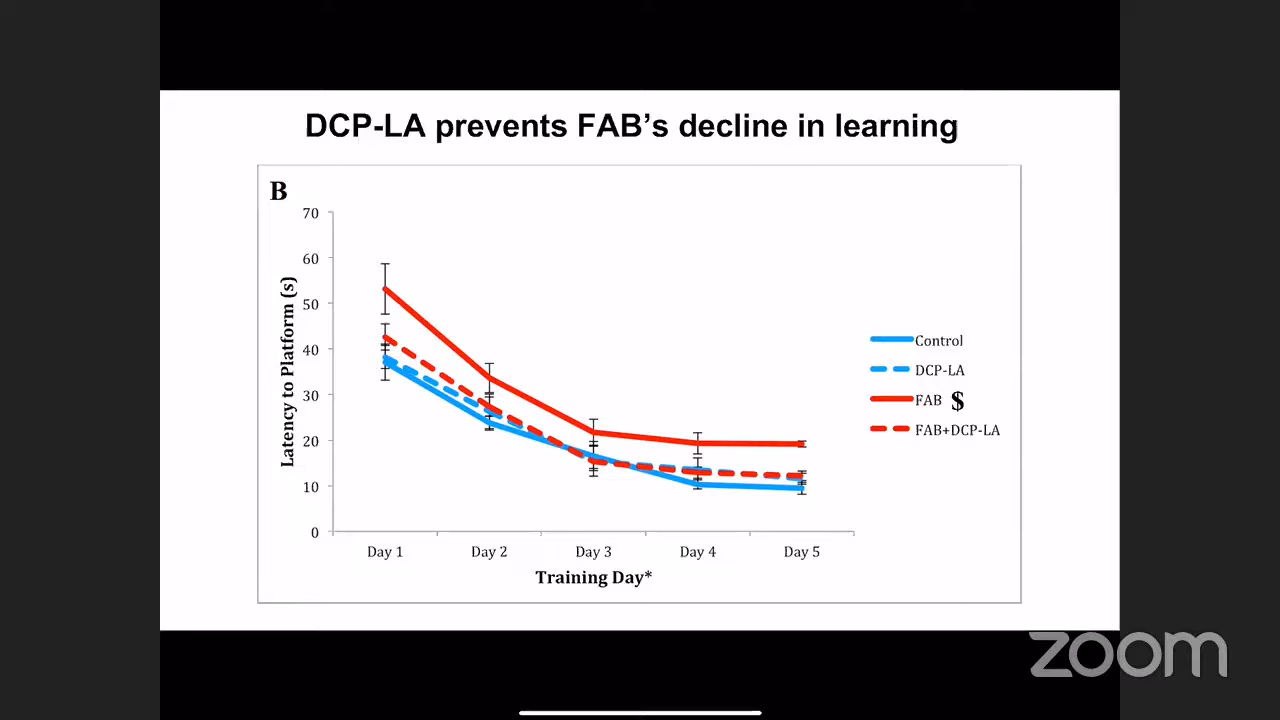 DCP-LA prevents FAB’s decline in learning
B
70
60
50
40
30
20
10
0
Latency to Platform (s)
Day 1 Day 2 Day 3 Day 4 Day 5
Training Day*
Control
DCP-LA
FAB $
FAB+DCP-LA
zoom